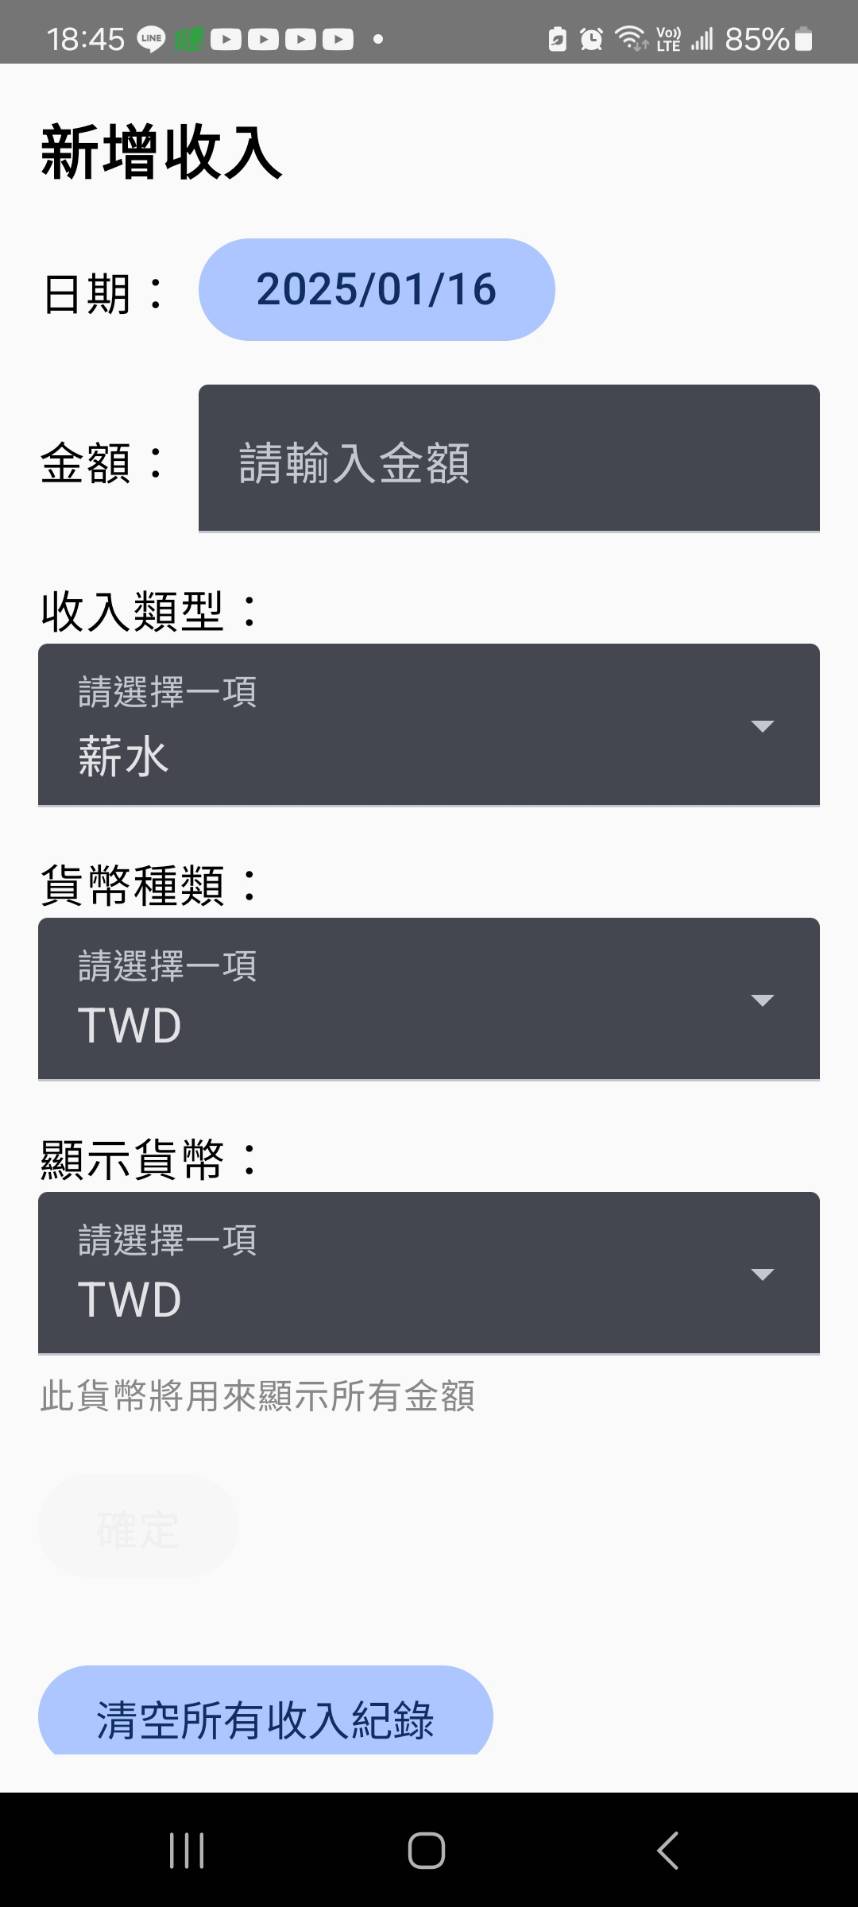 18:45 LINE Vo)) LTE 85%
新增收入
日期： 2025/01/16
金額： 請輸入金額
收入類型：
請選擇一項
薪水
貨幣種類：
請選擇一項
TWD
顯示貨幣：
請選擇一項
TWD
此貨幣將用來顯示所有金額
確定
清空所有收入紀錄